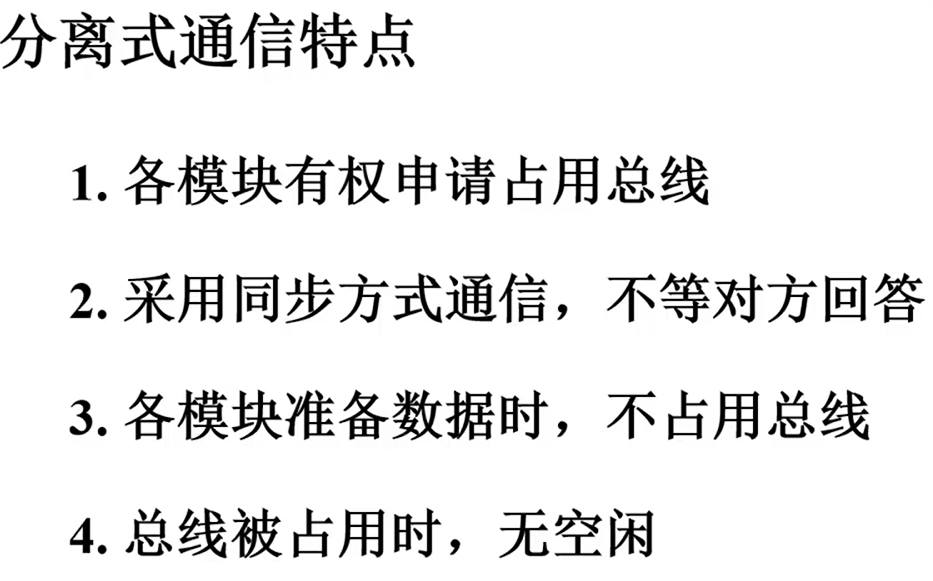 分离式通信特点
1. 各模块有权申请占用总线
2. 采用同步方式通信，不等对方回答
3. 各模块准备数据时，不占用总线
4. 总线被占用时，无空闲